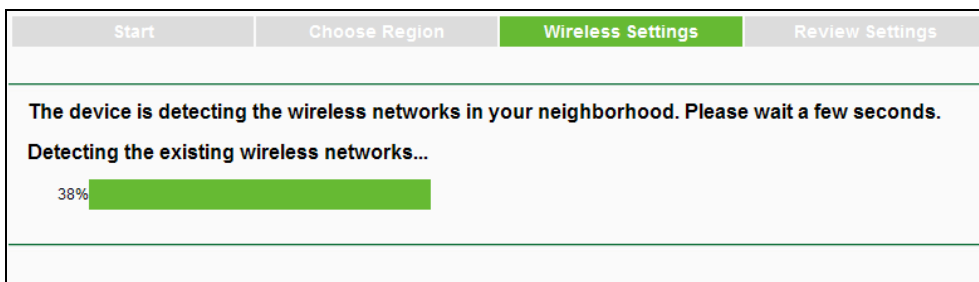 Start Choose Region Wireless Settings Review Settings
The device is detecting the wireless networks in your neighborhood. Please wait a few seconds.
Detecting the existing wireless networks...
38%